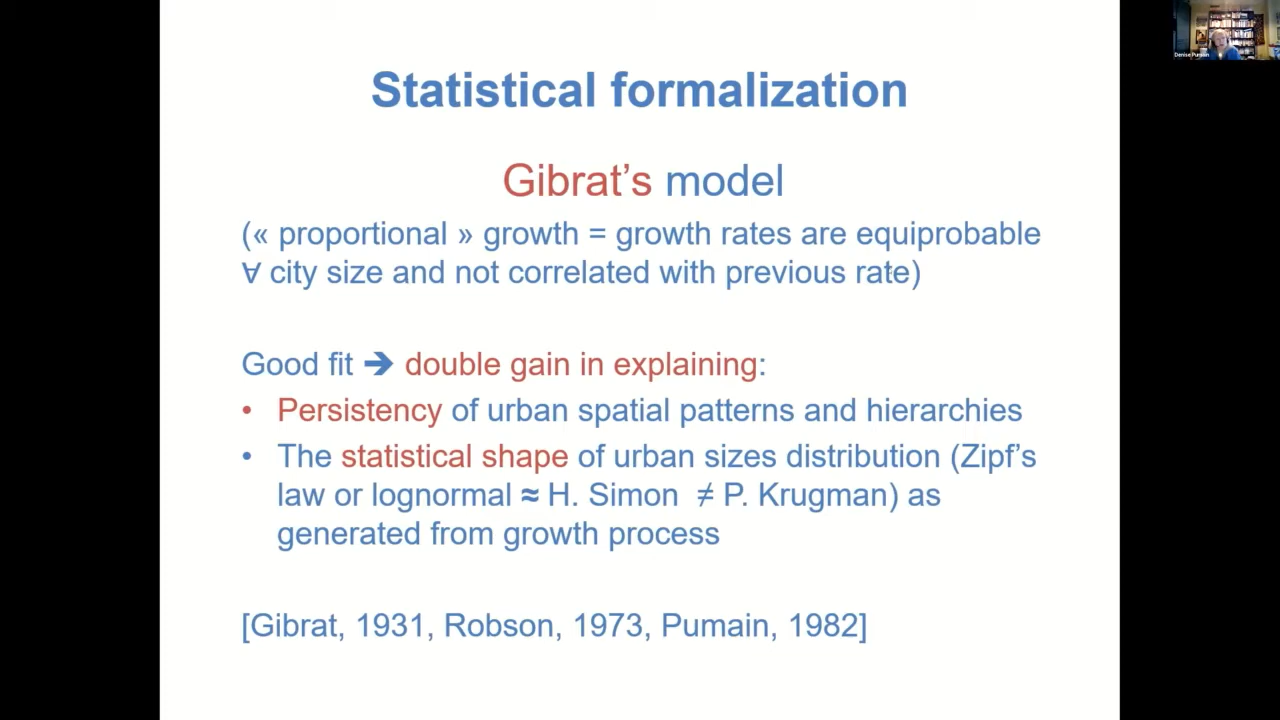 Denise Pumain
Statistical formalization
Gibrat’s model
(« proportional » growth = growth rates are equiprobable
∀ city size and not correlated with previous rate)
Good fit ➔ double gain in explaining:
• Persistency of urban spatial patterns and hierarchies
• The statistical shape of urban sizes distribution (Zipf’s
law or lognormal ≈ H. Simon ≠ P. Krugman) as
generated from growth process
[Gibrat, 1931, Robson, 1973, Pumain, 1982]